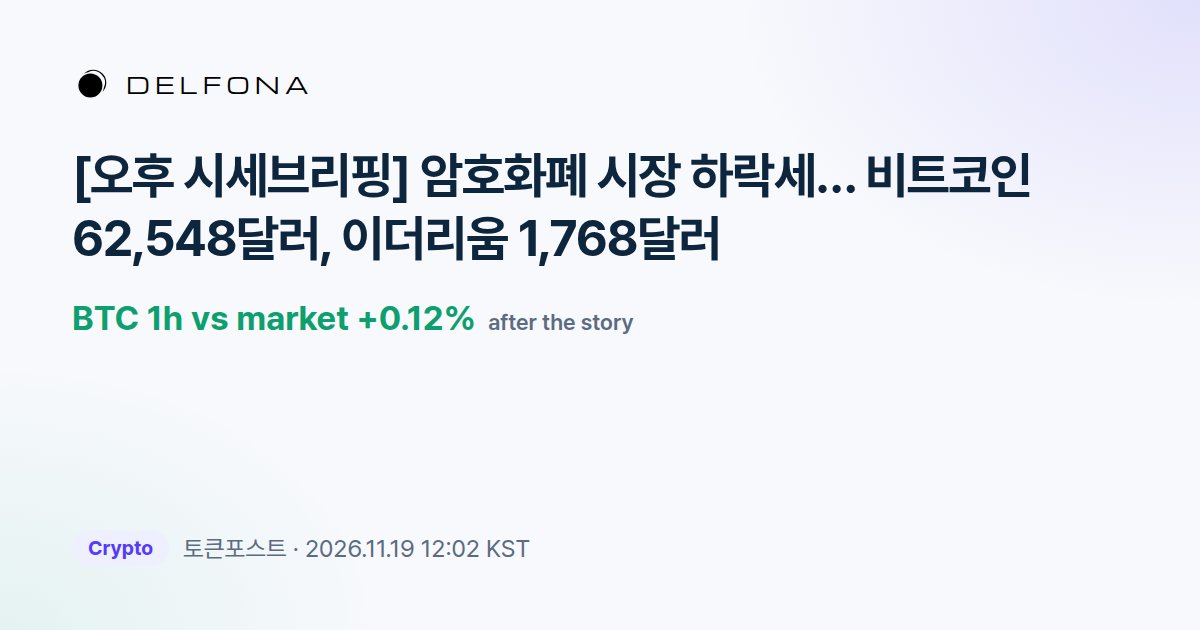 DELFONA
[오후 시세브리핑] 암호화폐 시장 하락세... 비트코인
62,548달러, 이더리움 1,768달러
BTC 1h vs market +0.12% after the story
Crypto 토큰포스트 · 2026.11.19 12:02 KST